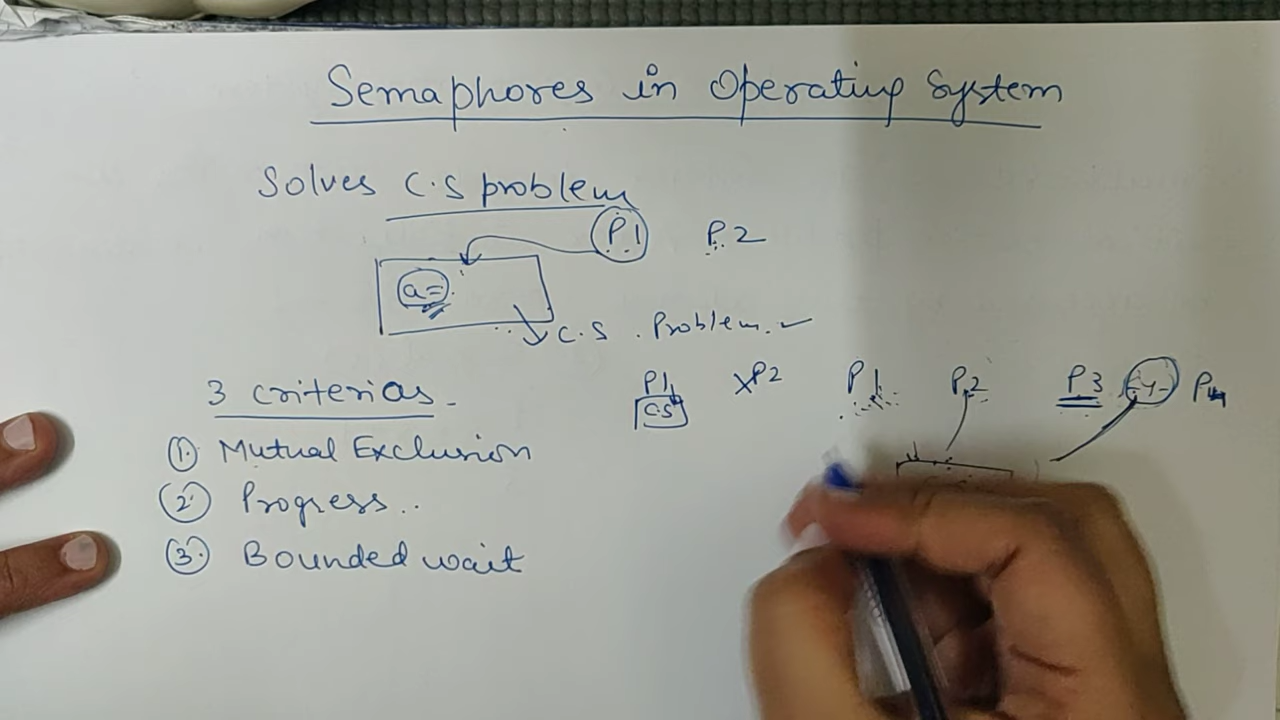 Semaphores in Operating System
Solves C.S problem
P1 P.2
a=
C.S. Problem.
3 criterias
P1 P2 P1 P2 P3 P4
CS
1. Mutual Exclusion
2. Progress..
3. Bounded wait